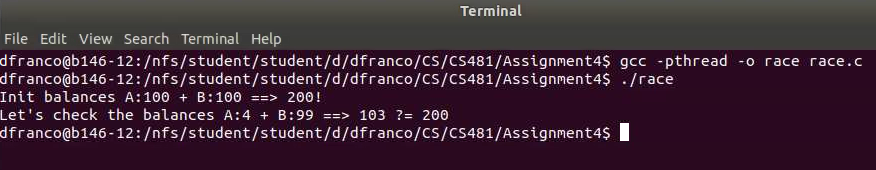 Terminal
File Edit View Search Terminal Help
dfranco@b146-12:/nfs/student/student/d/dfranco/CS/CS481/Assignment4$ gcc -pthread -o race race.c
dfranco@b146-12:/nfs/student/student/d/dfranco/CS/CS481/Assignment4$ ./race
Init balances A:100 + B:100 ==> 200!
Let's check the balances A:4 + B:99 ==> 103 ?= 200
dfranco@b146-12:/nfs/student/student/d/dfranco/CS/CS481/Assignment4$